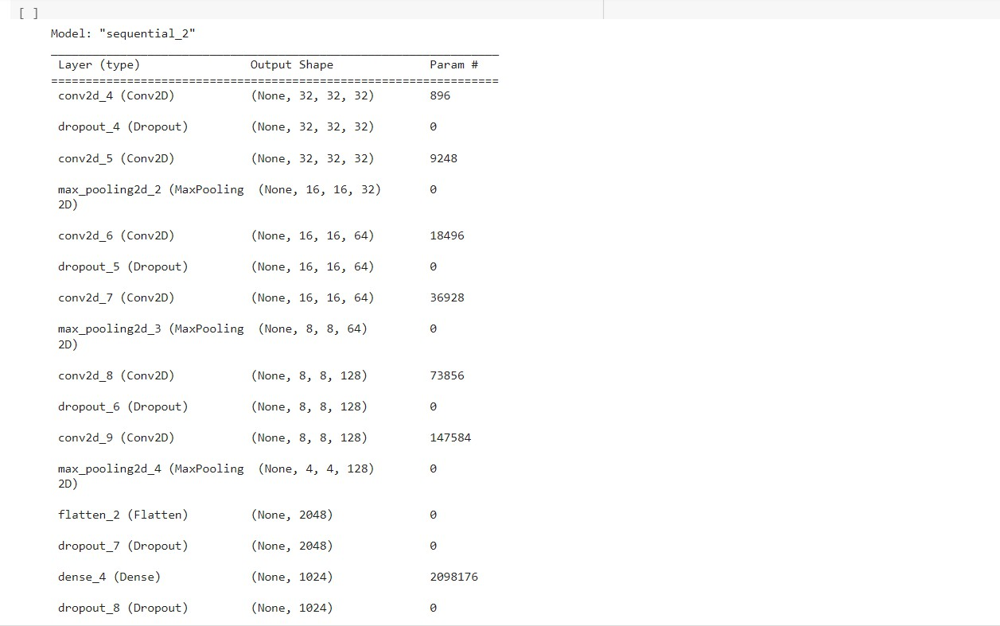 [ ]
Model: "sequential_2"
_________________________________________________________________
Layer (type) Output Shape Param #
=================================================================
conv2d_4 (Conv2D) (None, 32, 32, 32) 896
dropout_4 (Dropout) (None, 32, 32, 32) 0
conv2d_5 (Conv2D) (None, 32, 32, 32) 9248
max_pooling2d_2 (MaxPooling (None, 16, 16, 32) 0
2D)
conv2d_6 (Conv2D) (None, 16, 16, 64) 18496
dropout_5 (Dropout) (None, 16, 16, 64) 0
conv2d_7 (Conv2D) (None, 16, 16, 64) 36928
max_pooling2d_3 (MaxPooling (None, 8, 8, 64) 0
2D)
conv2d_8 (Conv2D) (None, 8, 8, 128) 73856
dropout_6 (Dropout) (None, 8, 8, 128) 0
conv2d_9 (Conv2D) (None, 8, 8, 128) 147584
max_pooling2d_4 (MaxPooling (None, 4, 4, 128) 0
2D)
flatten_2 (Flatten) (None, 2048) 0
dropout_7 (Dropout) (None, 2048) 0
dense_4 (Dense) (None, 1024) 2098176
dropout_8 (Dropout) (None, 1024) 0